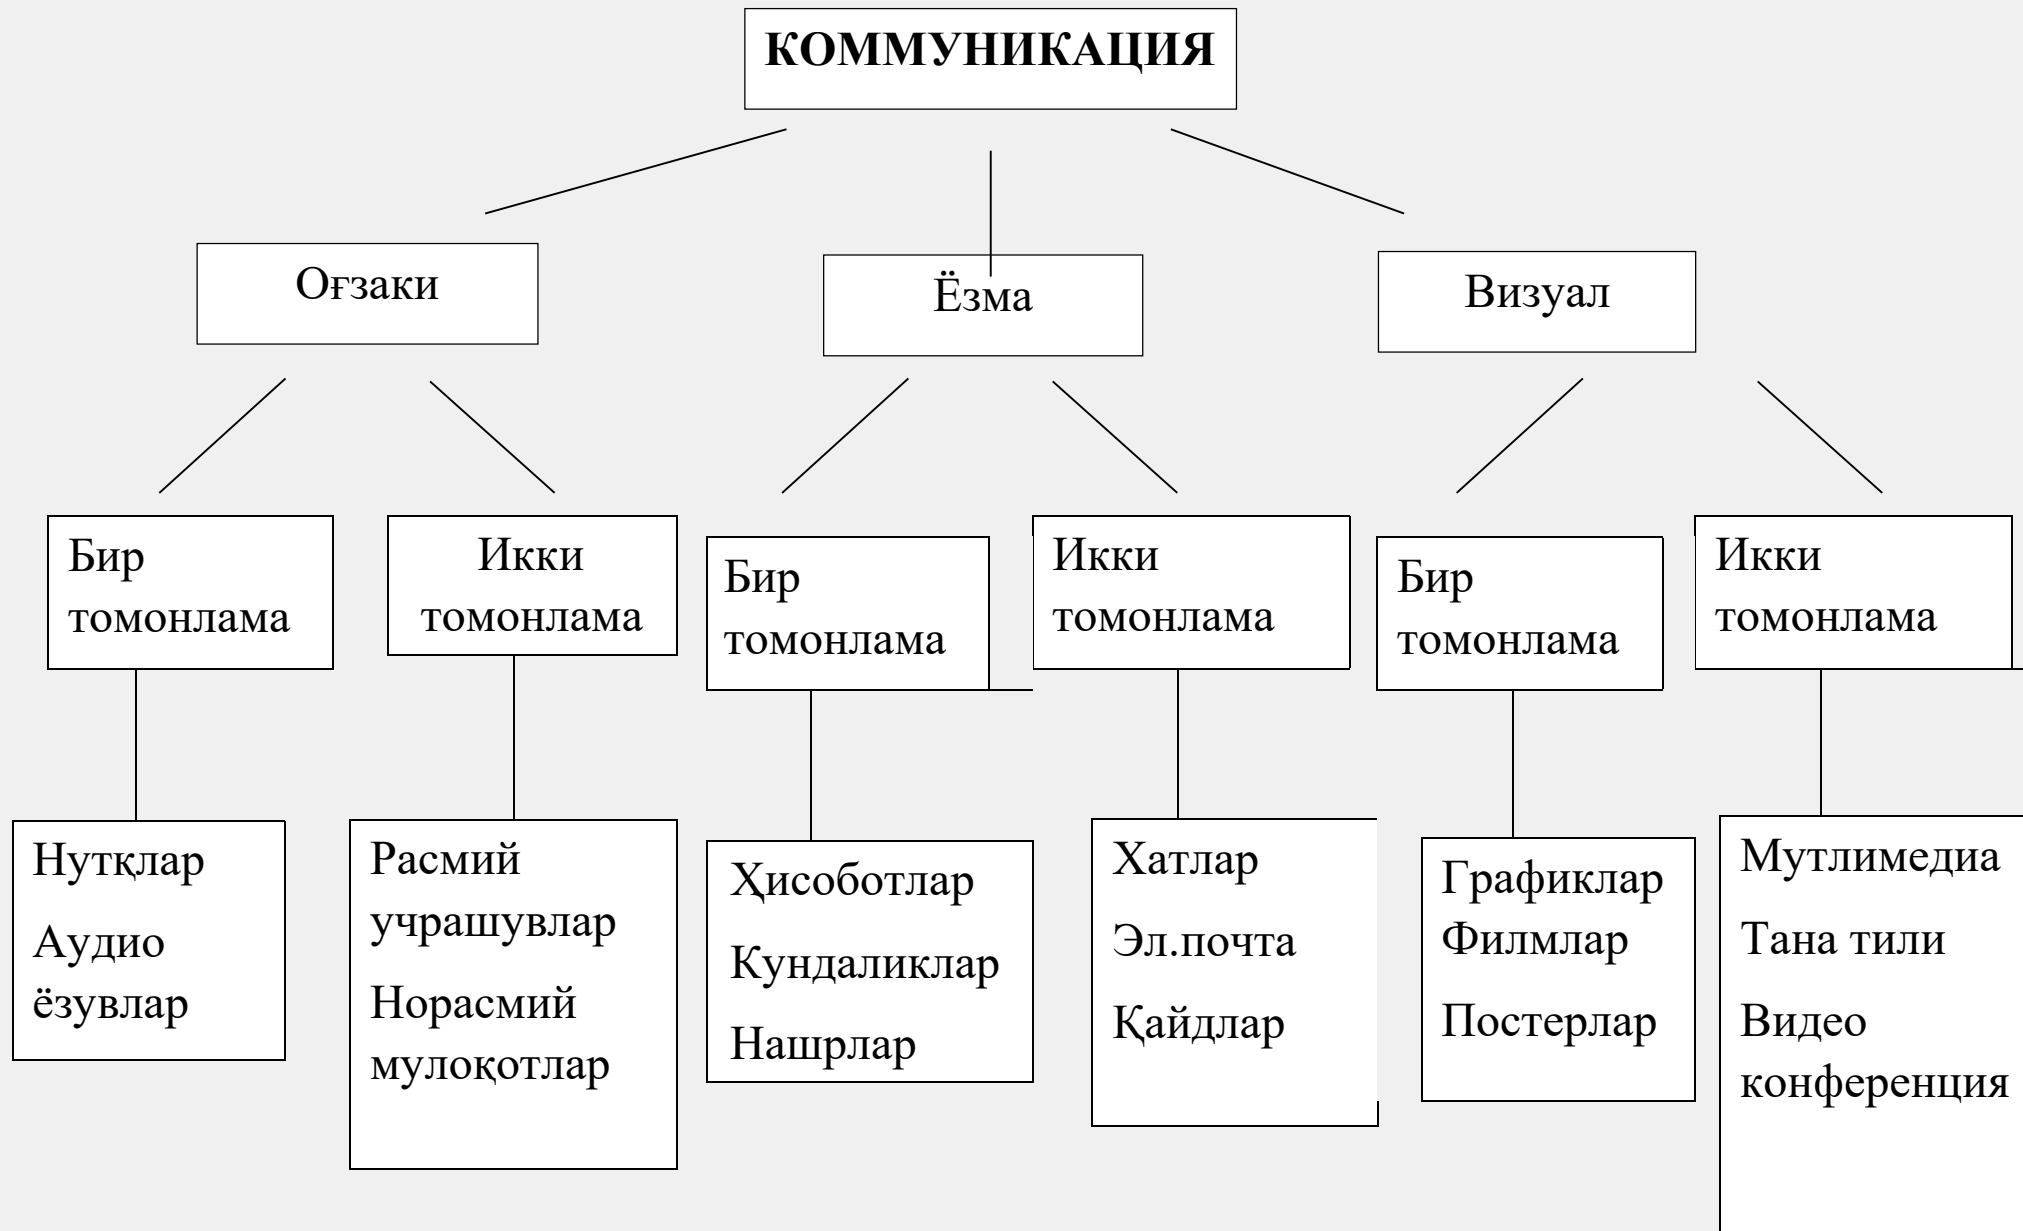 КОММУНИКАЦИЯ
Оғзаки
Ёзма
Визуал
Бир
томонлама
Икки
томонлама
Бир
томонлама
Икки
томонлама
Бир
томонлама
Икки
томонлама
Нутқлар
Аудио
ёзувлар
Расмий
учрашувлар
Норасмий
мулоқотлар
Ҳисоботлар
Кундаликлар
Нашрлар
Хатлар
Эл.почта
Қайдлар
Графиклар
Филмлар
Постерлар
Мутлимедиа
Тана тили
Видео
конференция